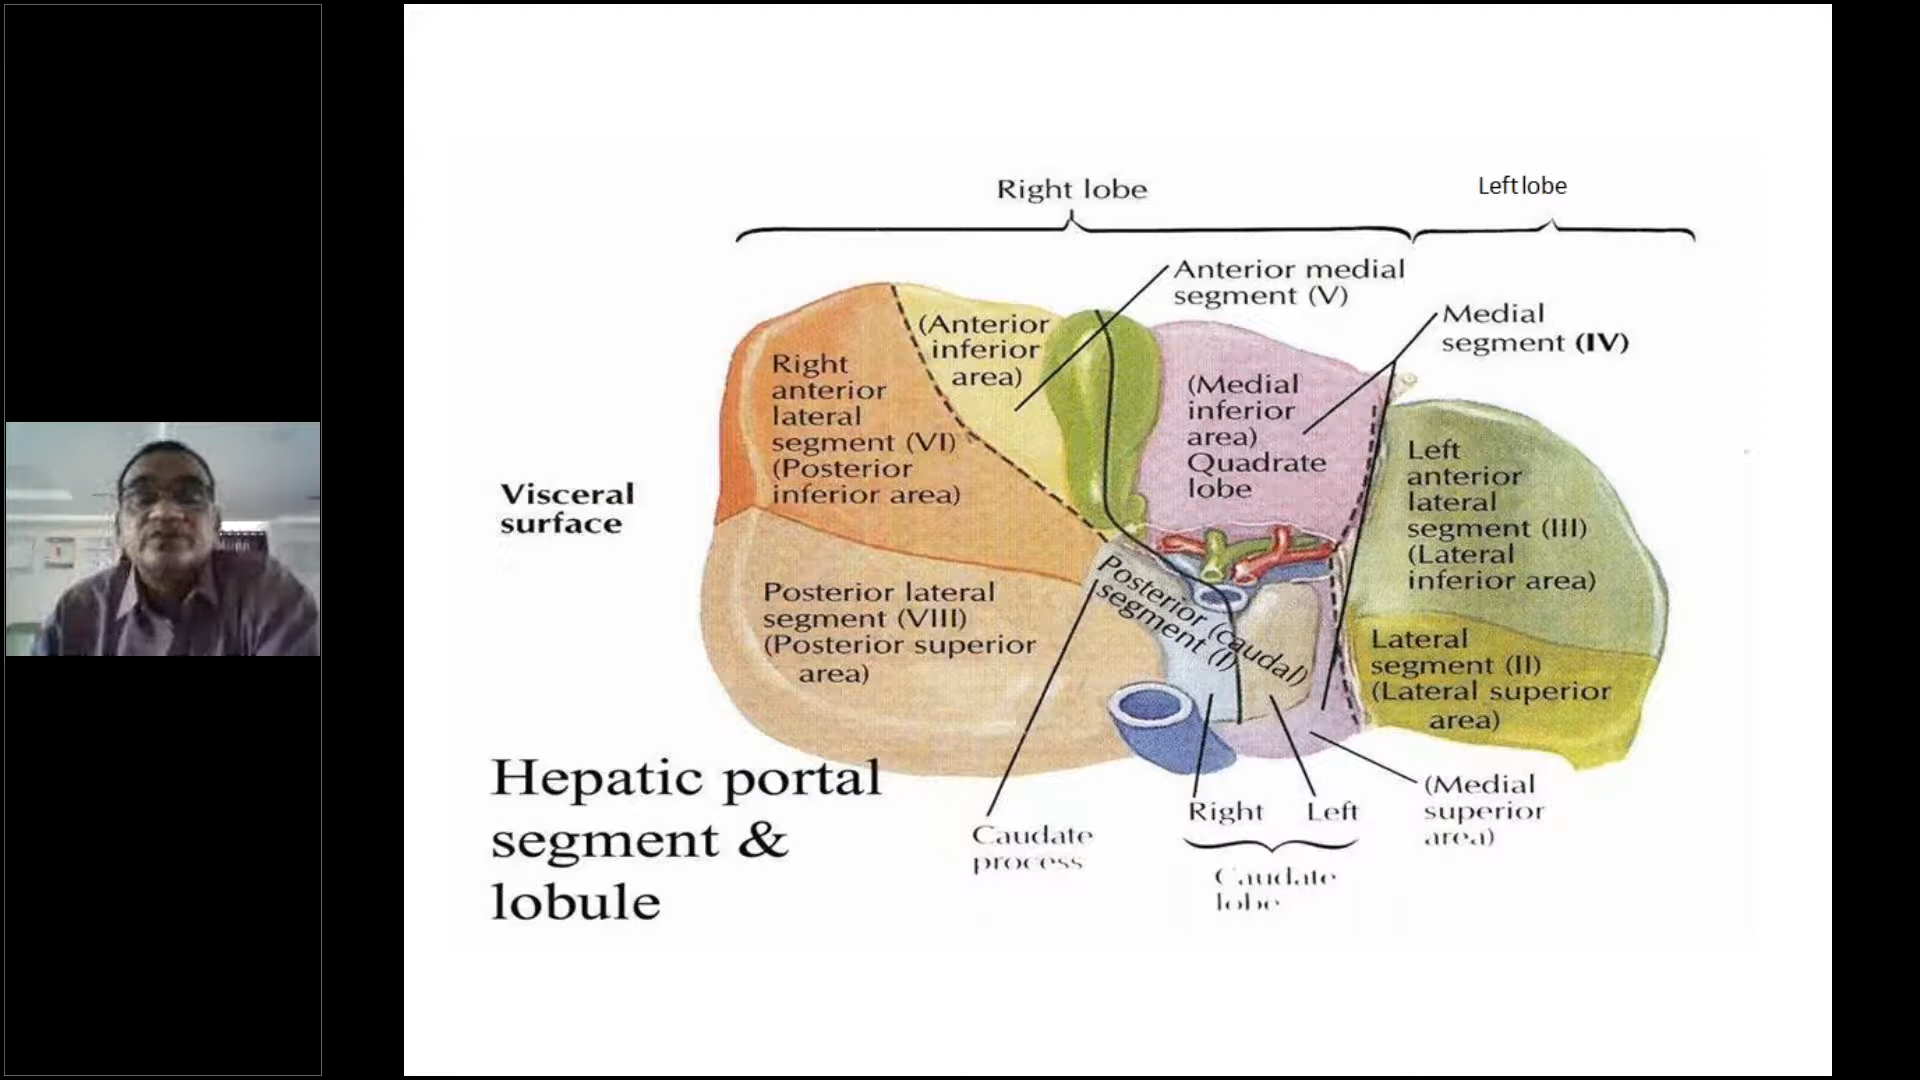 Right lobe
Left lobe
Anterior medial
segment (V)
Medial
segment (IV)
(Anterior
inferior
area)
Right
anterior
lateral
segment (VI)
(Posterior
inferior area)
(Medial
inferior
area)
Quadrate
lobe
Left
anterior
lateral
segment (III)
(Lateral
inferior area)
Visceral
surface
Posterior lateral
segment (VIII)
(Posterior superior
area)
Posterior (caudal)
segment (I)
Lateral
segment (II)
(Lateral superior
area)
Hepatic portal
segment &
lobule
Caudate
process
Right
Left
Caudate
lobe
(Medial
superior
area)